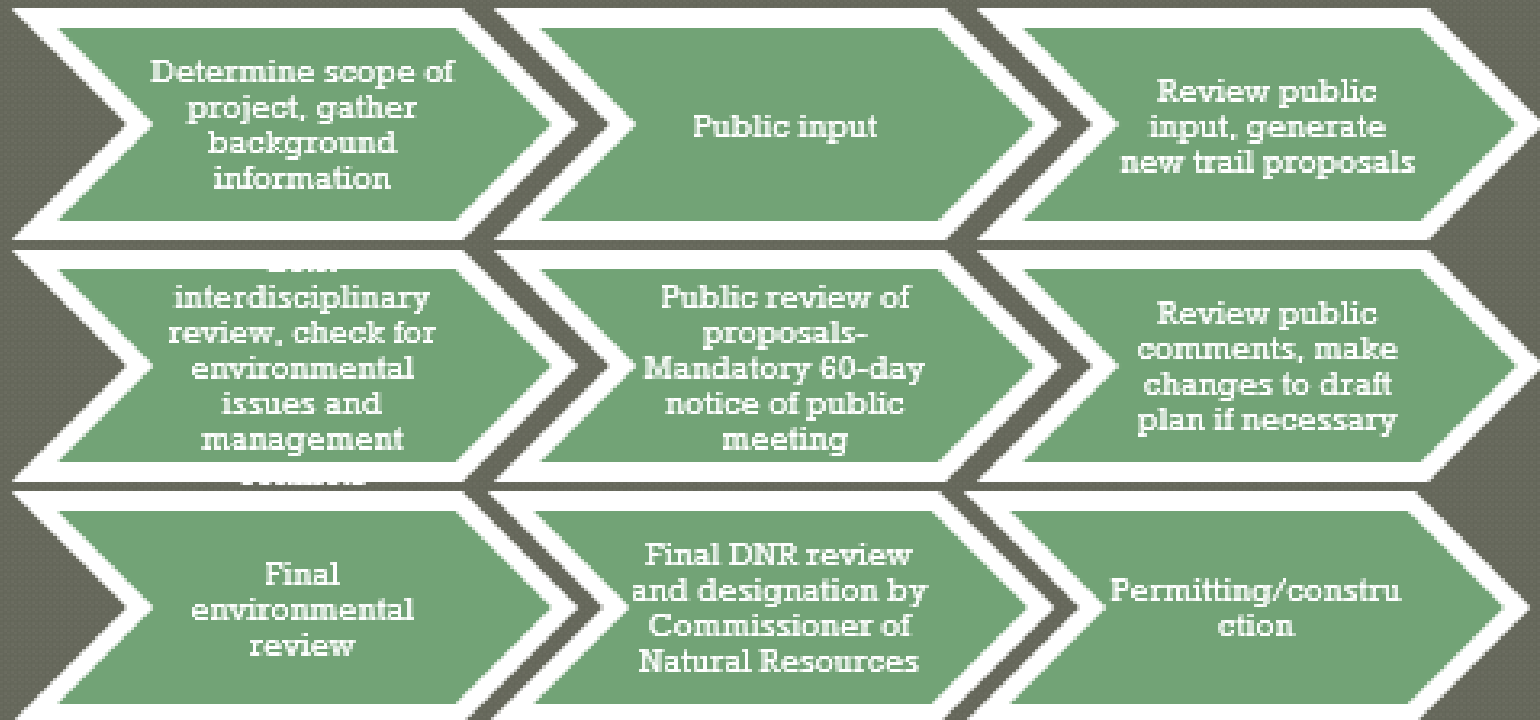 Determine scope of
project, gather
background
information
Public input
Review public
input, generate
new trail proposals
interdisciplinary
review, check for
environmental
issues and
management
Public review of
proposals-
Mandatory 60-day
notice of public
meeting
Review public
comments, make
changes to draft
plan if necessary
Final
environmental
review
Final DNR review
and designation by
Commissioner of
Natural Resources
Permitting/constru
ction